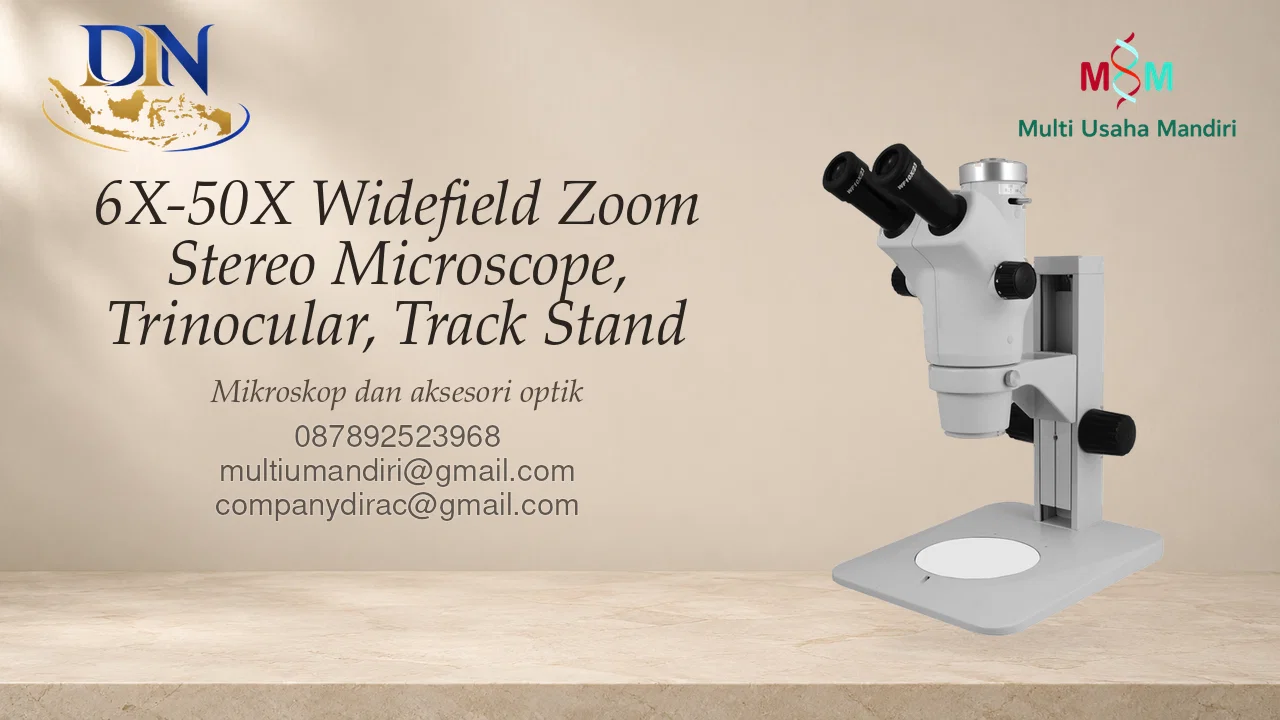 DN
M M
Multi Usaha Mandiri
6X-50X Widefield Zoom
Stereo Microscope,
Trinocular, Track Stand
Mikroskop dan aksesori optik
087892523968
multiumandiri@gmail.com
companydirac@gmail.com